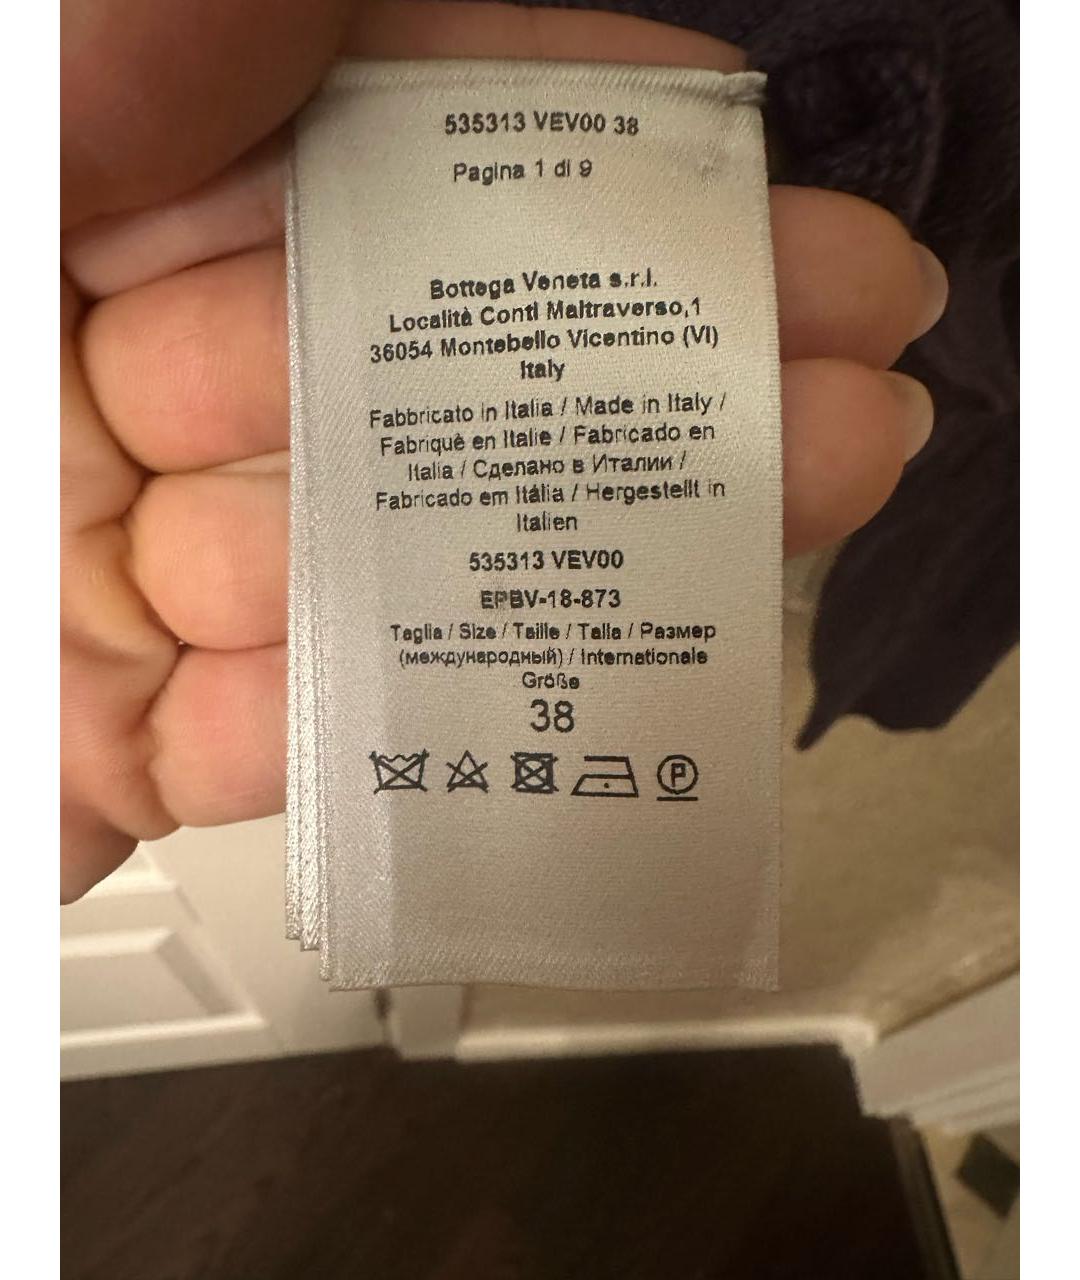 535313 VEV00 38
Pagina 1 di 9
Bottega Veneta s.r.l.
Località Conti Maltraverso,1
36054 Montebello Vicentino (VI)
Italy
Fabbricato in Italia / Made in Italy /
Fabriqué en Italie / Fabricado en
Italia / Сделано в Италии /
Fabricado em Itália / Hergestellt in
Italien
535313 VEV00
EPBV-18-873
Taglia / Size / Taille / Talla / Размер
(международный) / Internationale
Größe
38
P